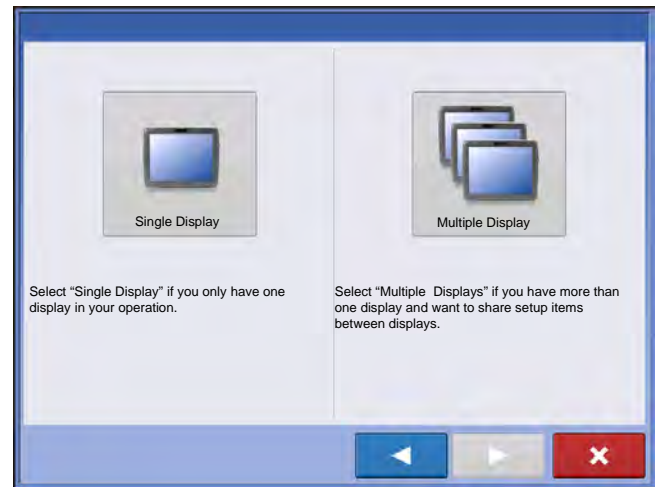 Single Display
Multiple Display
Select “Single Display” if you only have one
display in your operation.
Select “Multiple  Displays” if you have more than
one display and want to share setup items
between displays.